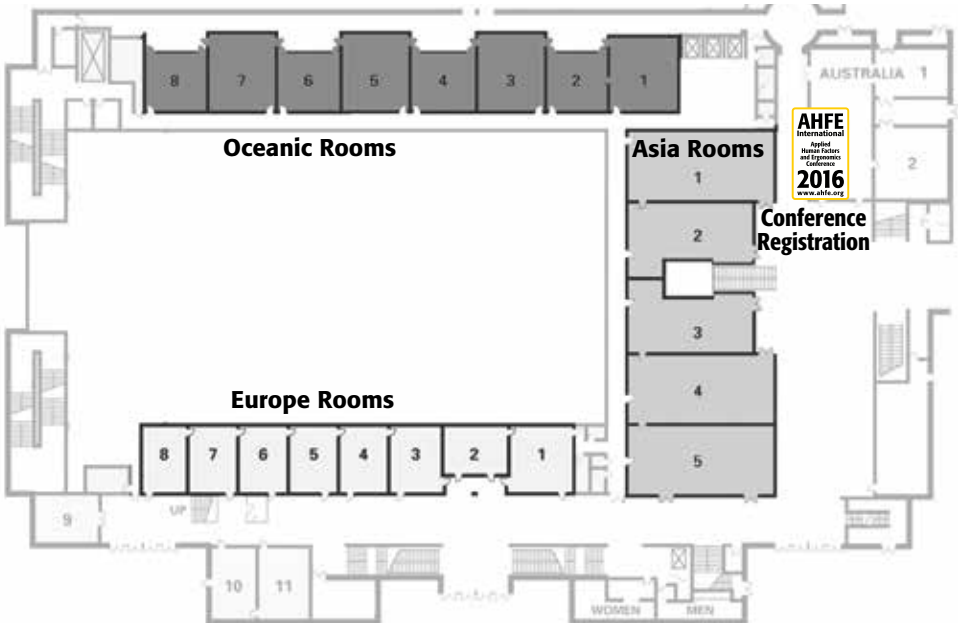 8 7 6 5 4 3 2 1
AUSTRALIA 1
Oceanic Rooms
Asia Rooms
1
AHFE
International
Applied
Human Factors
and Ergonomics
Conference
2016
www.ahfe.org
2
Conference
Registration
2
3
4
5
Europe Rooms
8 7 6 5 4 3 2 1
9
UP
10 11
WOMEN
MEN